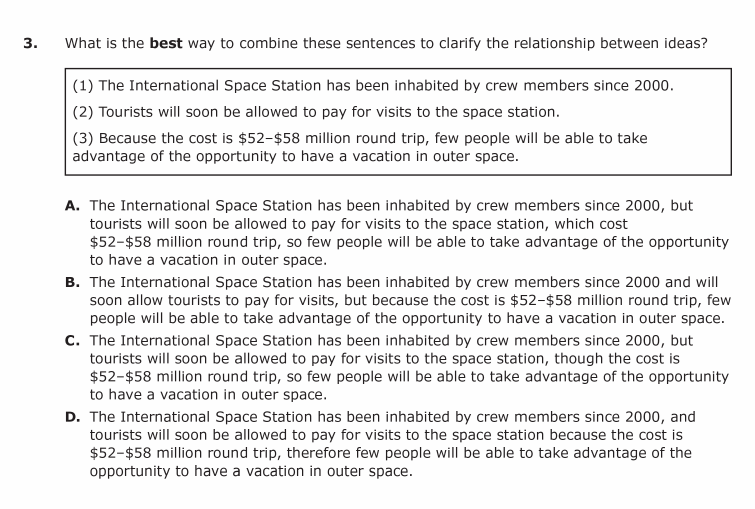 3. What is the best way to combine these sentences to clarify the relationship between ideas?
(1) The International Space Station has been inhabited by crew members since 2000.
(2) Tourists will soon be allowed to pay for visits to the space station.
(3) Because the cost is $52–$58 million round trip, few people will be able to take
advantage of the opportunity to have a vacation in outer space.
A. The International Space Station has been inhabited by crew members since 2000, but
tourists will soon be allowed to pay for visits to the space station, which cost
$52–$58 million round trip, so few people will be able to take advantage of the opportunity
to have a vacation in outer space.
B. The International Space Station has been inhabited by crew members since 2000 and will
soon allow tourists to pay for visits, but because the cost is $52–$58 million round trip, few
people will be able to take advantage of the opportunity to have a vacation in outer space.
C. The International Space Station has been inhabited by crew members since 2000, but
tourists will soon be allowed to pay for visits to the space station, though the cost is
$52–$58 million round trip, so few people will be able to take advantage of the opportunity
to have a vacation in outer space.
D. The International Space Station has been inhabited by crew members since 2000, and
tourists will soon be allowed to pay for visits to the space station because the cost is
$52–$58 million round trip, therefore few people will be able to take advantage of the
opportunity to have a vacation in outer space.